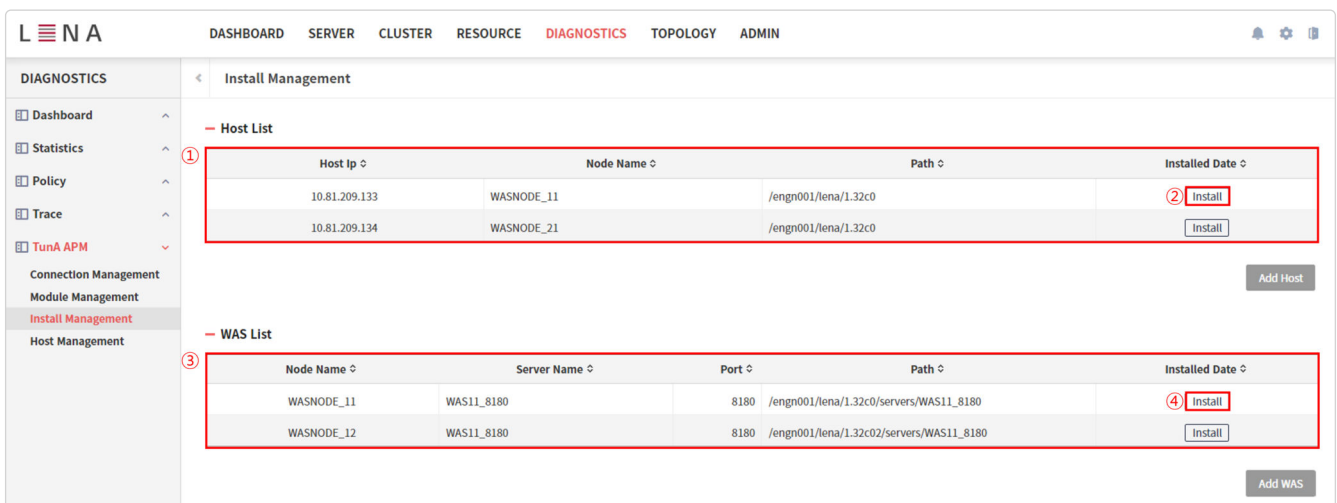 LENA DASHBOARD SERVER CLUSTER RESOURCE DIAGNOSTICS TOPOLOGY ADMIN
DIAGNOSTICS
Install Management
Dashboard
Statistics
Policy
Trace
TunA APM
Connection Management
Module Management
Install Management
Host Management
Host List
①
Host Ip Node Name Path Installed Date
10.81.209.133 WASNODE_11 /engn001/lena/1.32c0 ② Install
10.81.209.134 WASNODE_21 /engn001/lena/1.32c0 Install
Add Host
WAS List
③
Node Name Server Name Port Path Installed Date
WASNODE_11 WAS11_8180 8180 /engn001/lena/1.32c0/servers/WAS11_8180 ④ Install
WASNODE_12 WAS11_8180 8180 /engn001/lena/1.32c02/servers/WAS11_8180 Install
Add WAS